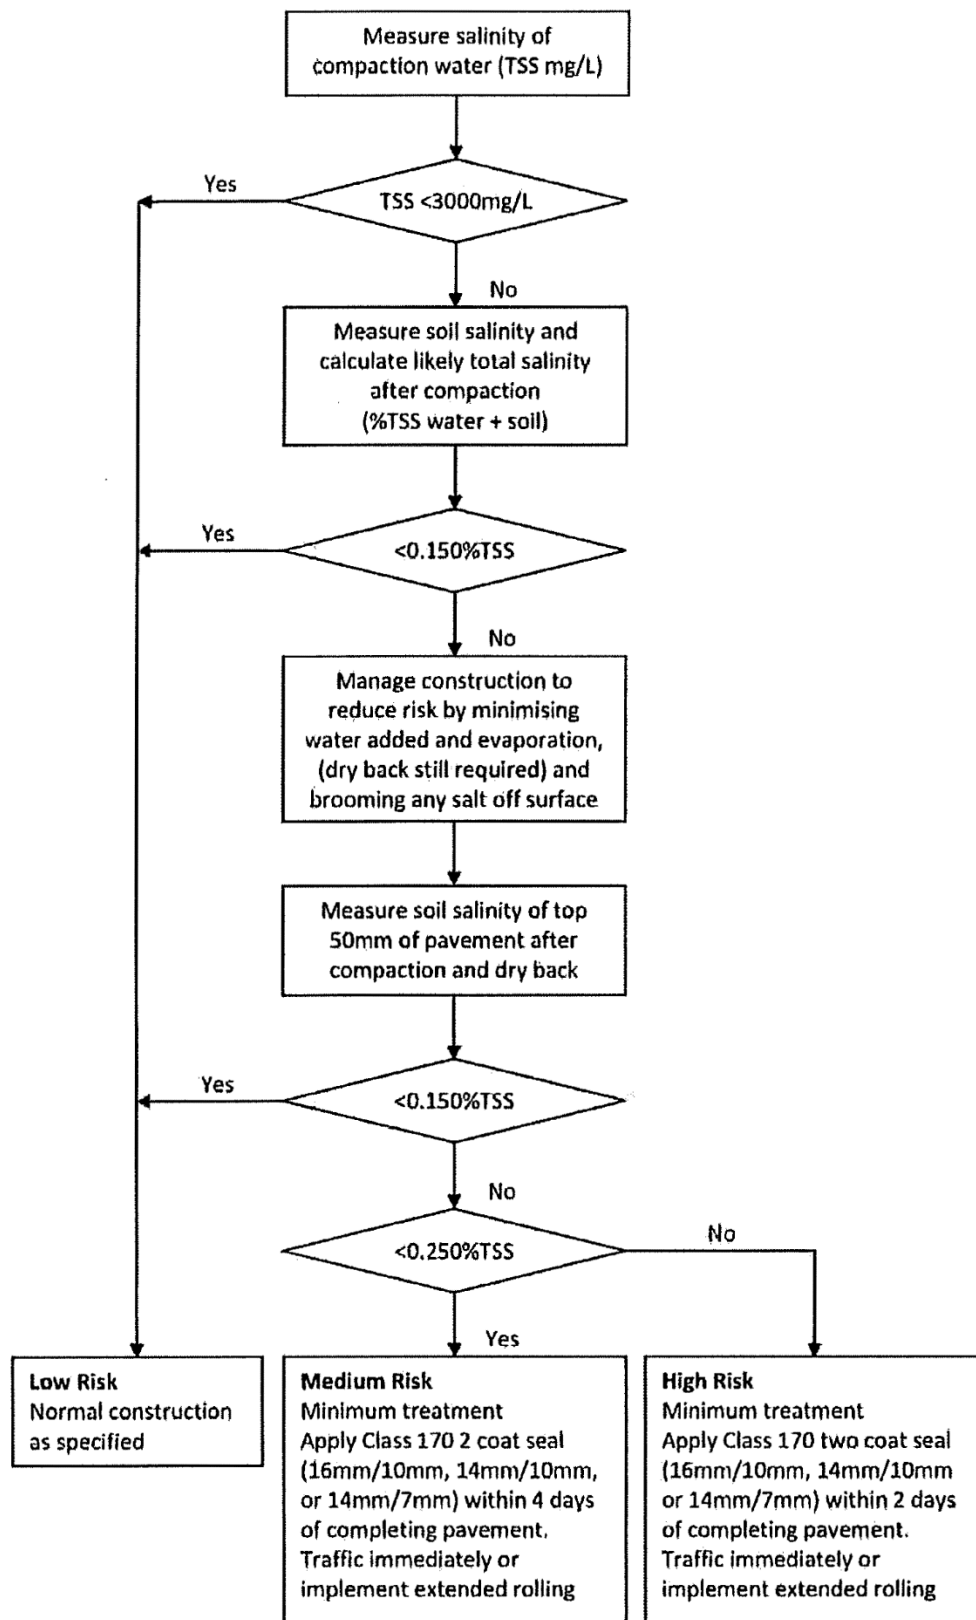 Measure salinity of
compaction water (TSS mg/L)
Yes
TSS <3000mg/L
No
Measure soil salinity and
calculate likely total salinity
after compaction
(%TSS water + soil)
Yes
<0.150%TSS
No
Manage construction to
reduce risk by minimising
water added and evaporation,
(dry back still required) and
brooming any salt off surface
Measure soil salinity of top
50mm of pavement after
compaction and dry back
Yes
<0.150%TSS
No
<0.250%TSS
No
Yes
Low Risk
Normal construction
as specified
Medium Risk
Minimum treatment
Apply Class 170 2 coat seal
(16mm/10mm, 14mm/10mm,
or 14mm/7mm) within 4 days
of completing pavement.
Traffic immediately or
implement extended rolling
High Risk
Minimum treatment
Apply Class 170 two coat seal
(16mm/10mm, 14mm/10mm
or 14mm/7mm) within 2 days
of completing pavement.
Traffic immediately or
implement extended rolling